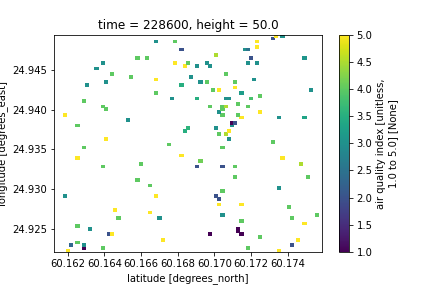 time = 228600, height = 50.0
24.945
24.940
24.935
24.930
24.925
longitude [degrees_east]
60.162 60.164 60.166 60.168 60.170 60.172 60.174
latitude [degrees_north]
5.0
4.5
4.0
3.5
3.0
2.5
2.0
1.5
1.0
air quality index [unitless,
1.0 to 5.0] [None]